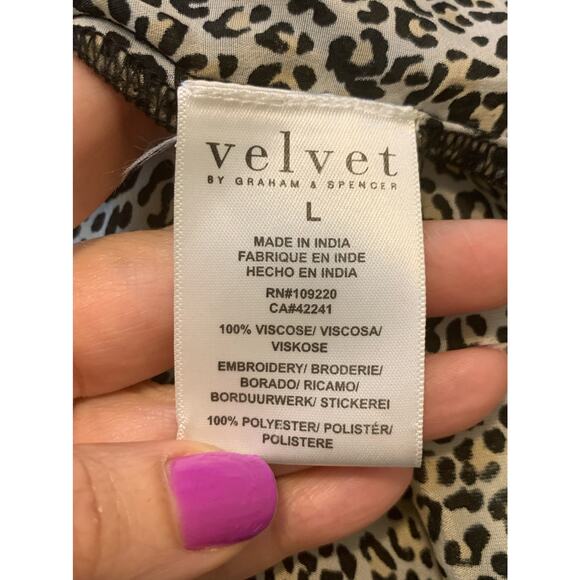 velvet
BY GRAHAM & SPENCER
L
MADE IN INDIA
FABRIQUE EN INDE
HECHO EN INDIA
RN#109220
CA#42241
100% VISCOSE/ VISCOSA/
VISKOSE
EMBROIDERY/ BRODERIE/
BORADO/ RICAMO/
BORDUURWERK/ STICKEREI
100% POLYESTER/ POLISTÉR/
POLISTERE